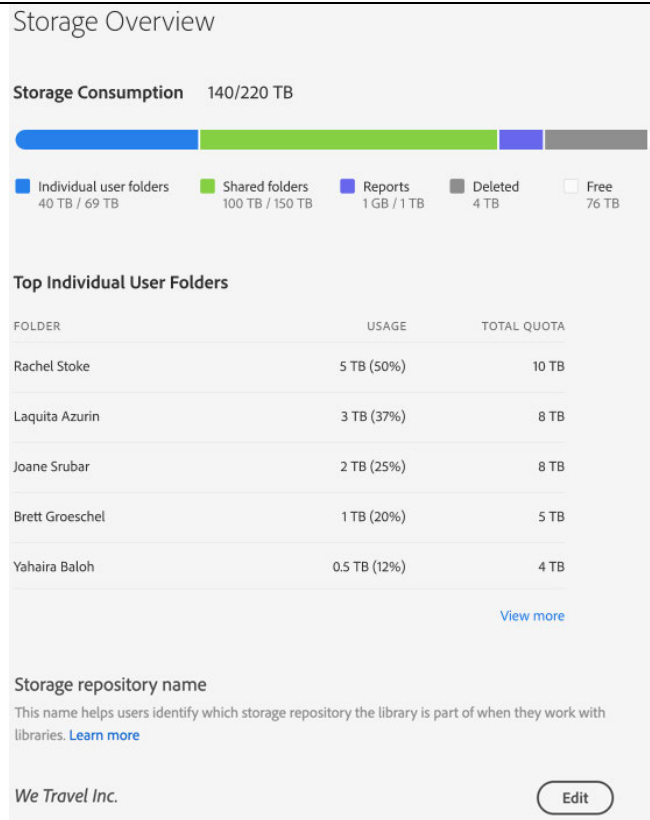 Storage Overview
Storage Consumption 140/220 TB
Individual user folders Shared folders Reports Deleted Free
40 TB / 69 TB 100 TB / 150 TB 1 GB / 1 TB 4 TB 76 TB
Top Individual User Folders
FOLDER USAGE TOTAL QUOTA
Rachel Stoke 5 TB (50%) 10 TB
Laquita Azurin 3 TB (37%) 8 TB
Joane Srubar 2 TB (25%) 8 TB
Brett Groeschel 1 TB (20%) 5 TB
Yahaira Baloh 0.5 TB (12%) 4 TB
View more
Storage repository name
This name helps users identify which storage repository the library is part of when they work with
libraries. Learn more
We Travel Inc. Edit